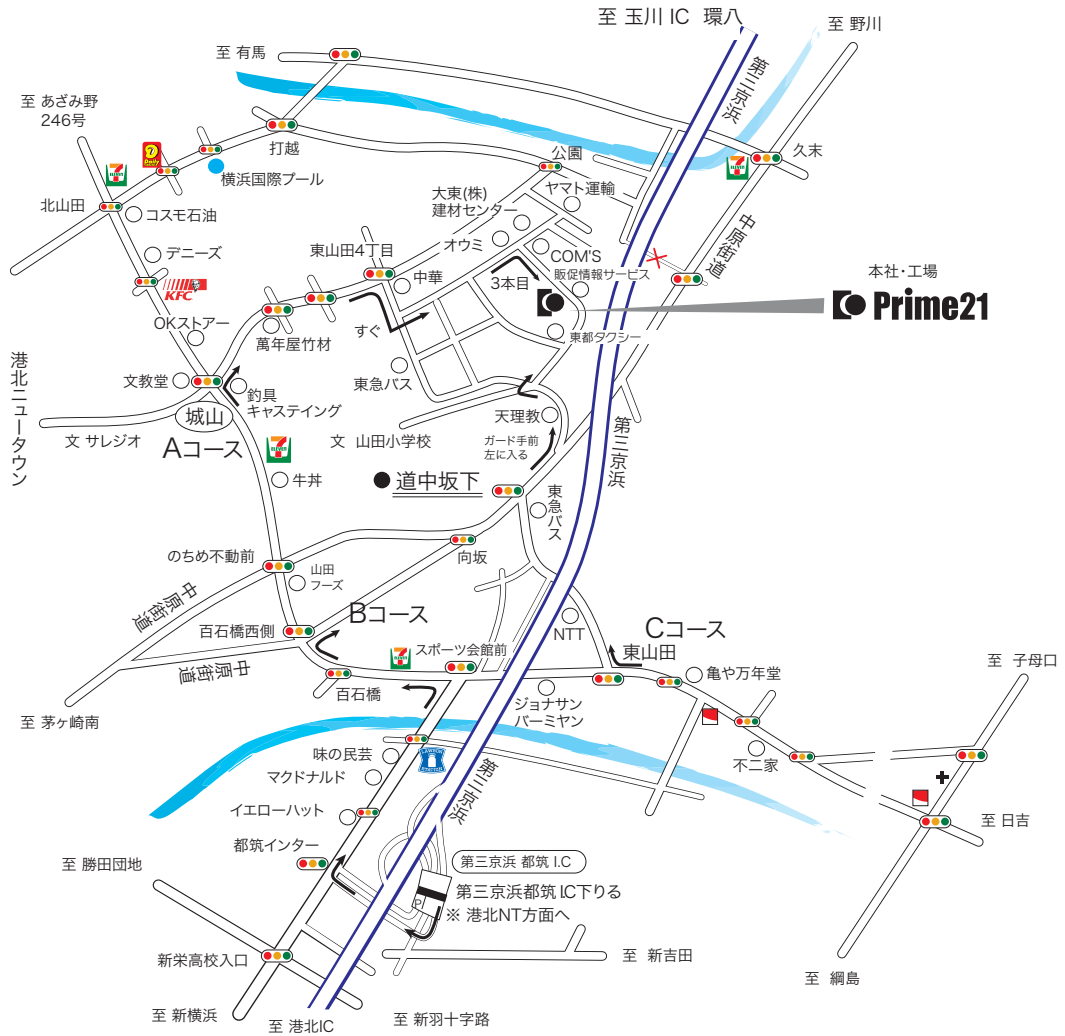 至 玉川 IC 環八
至 野川
至 有馬
第三京浜
至 あざみ野
246号
7
Daily
打越
公園
久末
7
ELEVEN
7
ELEVEN
横浜国際プール
ヤマト運輸
大東(株)
建材センター
北山田
コスモ石油
オウミ
中原街道
デニーズ
東山田4丁目
COM'S
販促情報サービス
中華
3本目
本社・工場
Prime21
KFC
OKストアー
すぐ
萬年屋竹材
東都タクシー
港北ニュータウン
文教堂
釣具
キャステイング
東急バス
城山
天理教
文 サレジオ
Aコース
文 山田小学校
ガード手前
左に入る
第三京浜
7
ELEVEN
牛丼
道中坂下
東急バス
のちめ不動前
向坂
山田
フーズ
中原街道
Bコース
百石橋西側
NTT
Cコース
7
ELEVEN
スポーツ会館前
東山田
中原街道
至 子母口
亀や万年堂
百石橋
ジョナサン
バーミヤン
至 茅ヶ崎南
味の民芸
LAWSON
不二家
マクドナルド
第三京浜
イエローハット
至 日吉
都筑インター
至 勝田団地
第三京浜 都筑 I.C
第三京浜都筑 I.C下りる
P
※ 港北NT方面へ
新栄高校入口
至 新吉田
至 綱島
至 新横浜
至 港北IC
至 新羽十字路